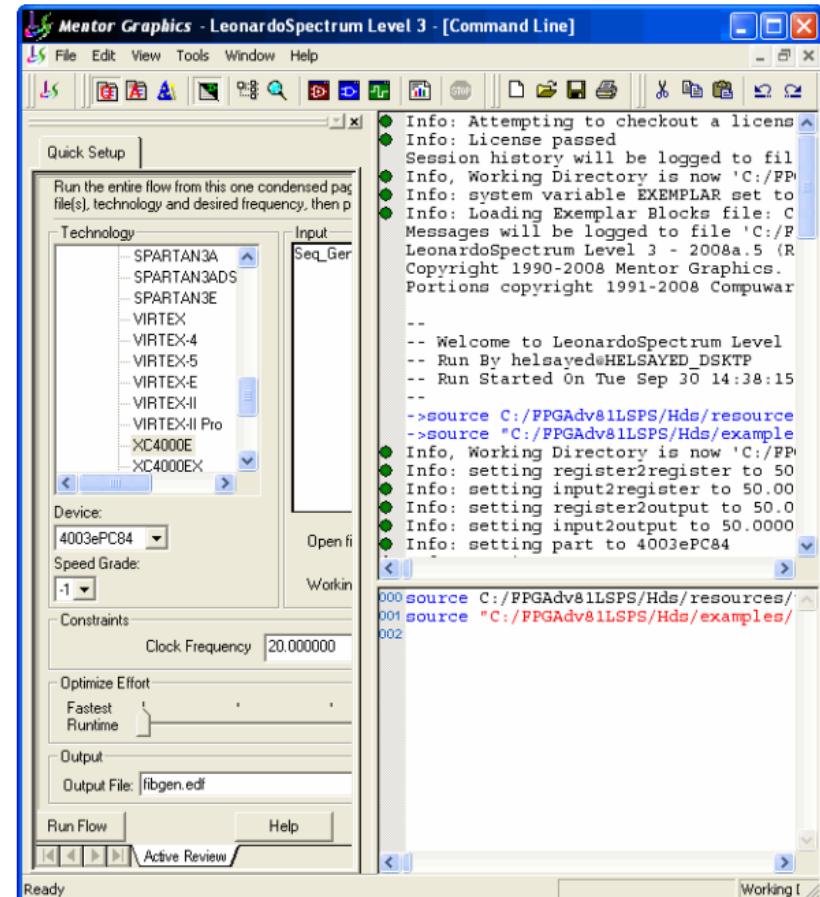 Mentor Graphics - LeonardoSpectrum Level 3 - [Command Line]
File Edit View Tools Window Help
STOP
Quick Setup
Run the entire flow from this one condensed pag
file(s), technology and desired frequency, then p
Technology
SPARTAN3A
SPARTAN3ADS
SPARTAN3E
VIRTEX
VIRTEX-4
VIRTEX-5
VIRTEX-E
VIRTEX-II
VIRTEX-II Pro
XC4000E
XC4000EX
Input
Seq_Ger
Device:
4003ePC84
Open fi
Speed Grade:
-1
Workin
Constraints
Clock Frequency 20.000000
Optimize Effort
Fastest
Runtime
Output
Output File: fibgen.edf
Run Flow Help
Active Review
Info: Attempting to checkout a licens
Info: License passed
Session history will be logged to fil
Info, Working Directory is now 'C:/FP
Info: system variable EXEMPLAR set to
Info: Loading Exemplar Blocks file: C
Messages will be logged to file 'C:/F
LeonardoSpectrum Level 3 - 2008a.5 (R
Copyright 1990-2008 Mentor Graphics.
Portions copyright 1991-2008 Compuwar
--
-- Welcome to LeonardoSpectrum Level
-- Run By helsayed@HELSAYED_DSKTP
-- Run Started On Tue Sep 30 14:38:15
--
->source C:/FPGAdv81LSPS/Hds/resource
->source "C:/FPGAdv81LSPS/Hds/example
Info, Working Directory is now 'C:/FP
Info: setting register2register to 50
Info: setting input2register to 50.00
Info: setting register2output to 50.0
Info: setting input2output to 50.0000
Info: setting part to 4003ePC84
000 source C:/FPGAdv81LSPS/Hds/resources/
001 source "C:/FPGAdv81LSPS/Hds/examples/
002
Ready
Working